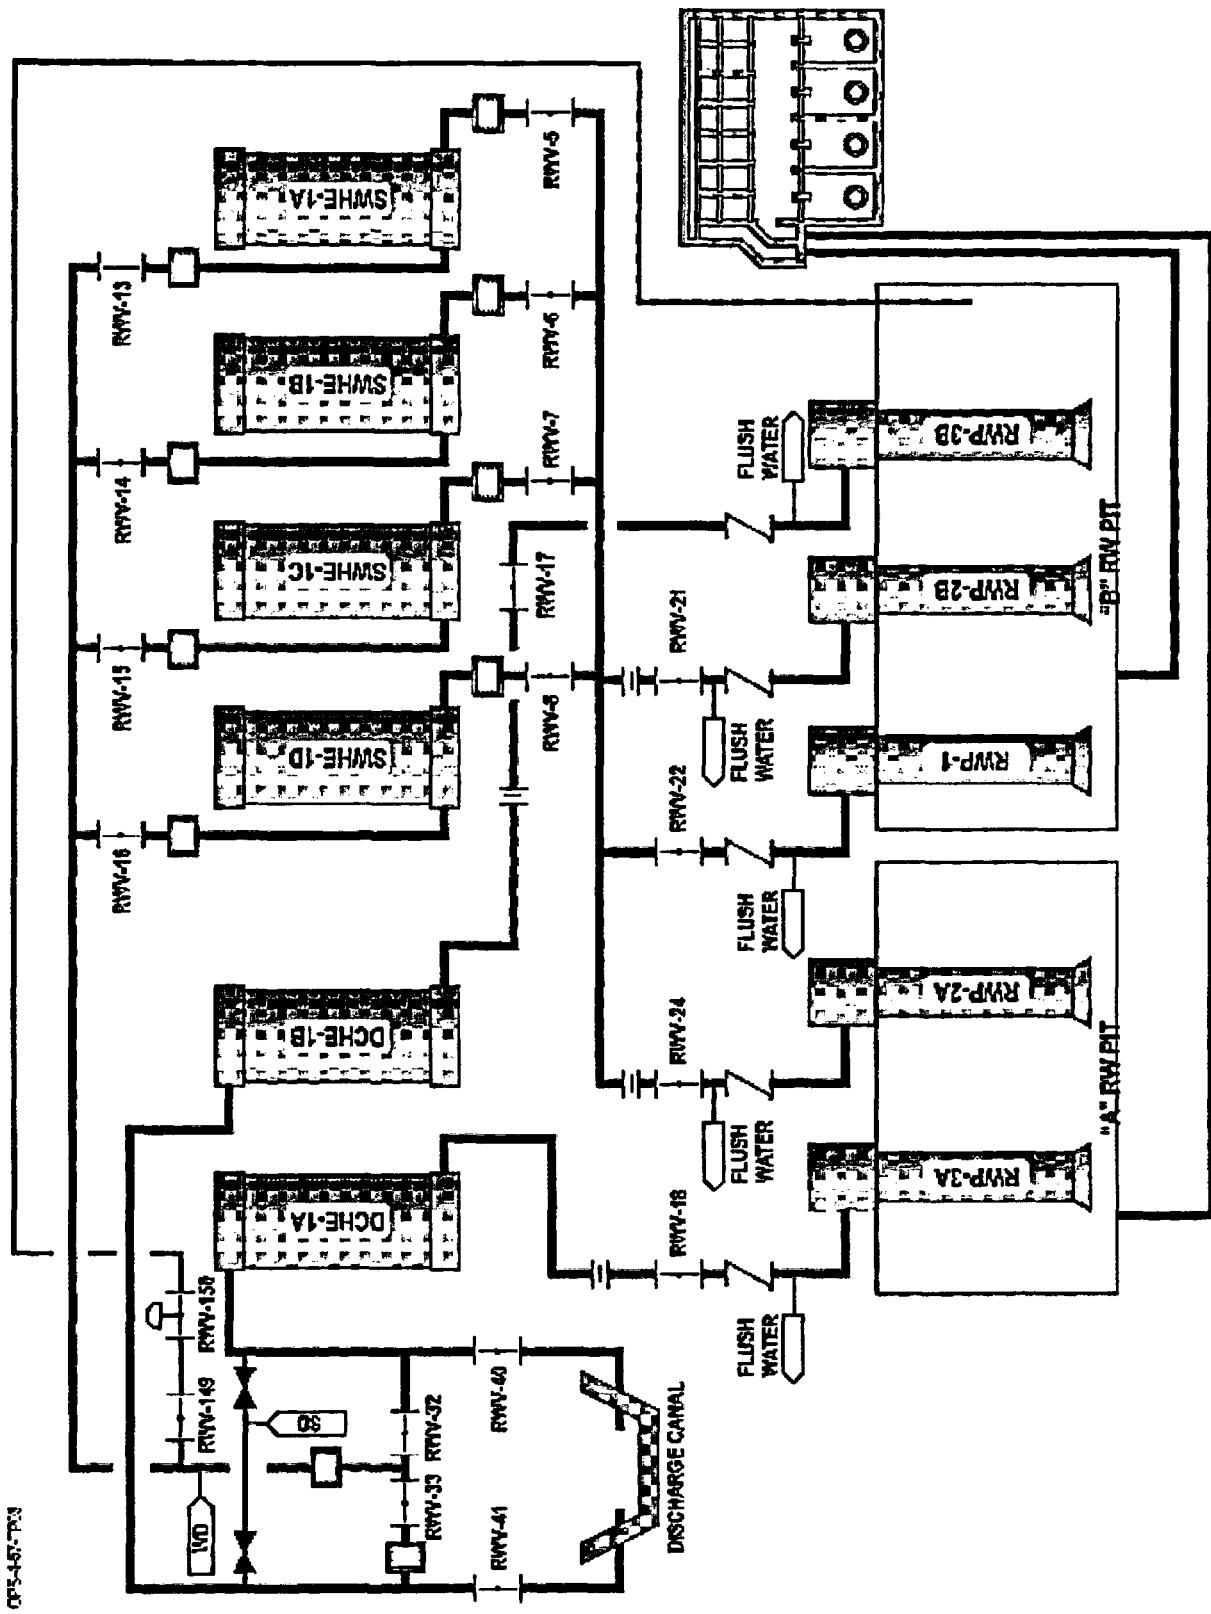 SWHE-1A
SWHE-1B
SWHE-1C
SWHE-1D
DCHE-1B
DCHE-1A
RWV-13
RWV-14
RWV-15
RWV-16
RWV-5
RWV-6
RWV-7
RWV-8
RWV-17
RWV-21
RWV-22
RWV-24
RWV-18
FLUSH
WATER
FLUSH
WATER
FLUSH
WATER
FLUSH
WATER
FLUSH
WATER
RWP-3B
RWP-2B
RWP-1
RWP-2A
RWP-3A
"B" RW PIT
"A" RW PIT
RWV-149
RWV-158
WD
SD
RWV-33
RWV-32
RWV-41
RWV-40
DISCHARGE CANAL